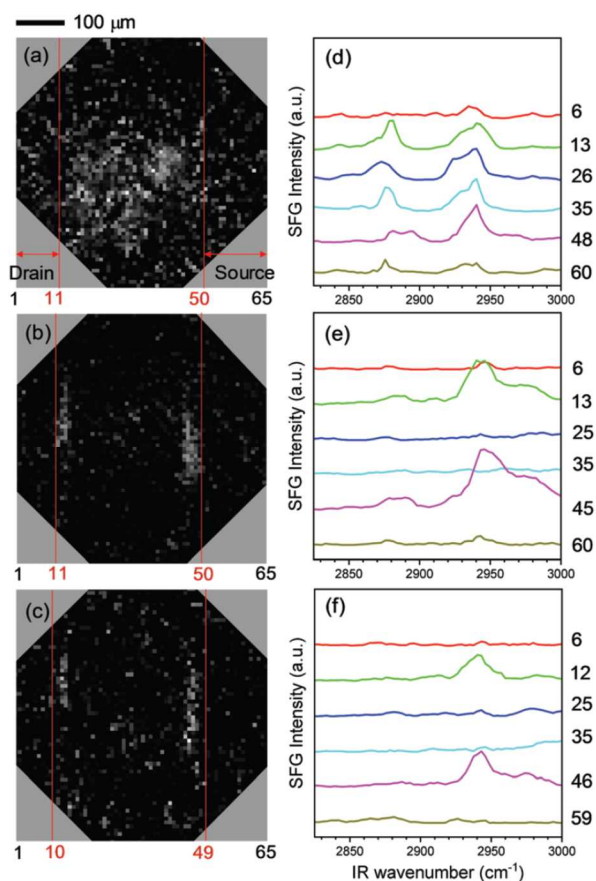 100 μm
(a)
Drain
Source
1 11 50 65
(b)
1 11 50 65
(c)
1 10 49 65
(d)
SFG Intensity (a.u.)
6
13
26
35
48
60
2850 2900 2950 3000
(e)
SFG Intensity (a.u.)
6
13
25
35
45
60
2850 2900 2950 3000
(f)
SFG Intensity (a.u.)
6
12
25
35
46
59
2850 2900 2950 3000
IR wavenumber (cm⁻¹)